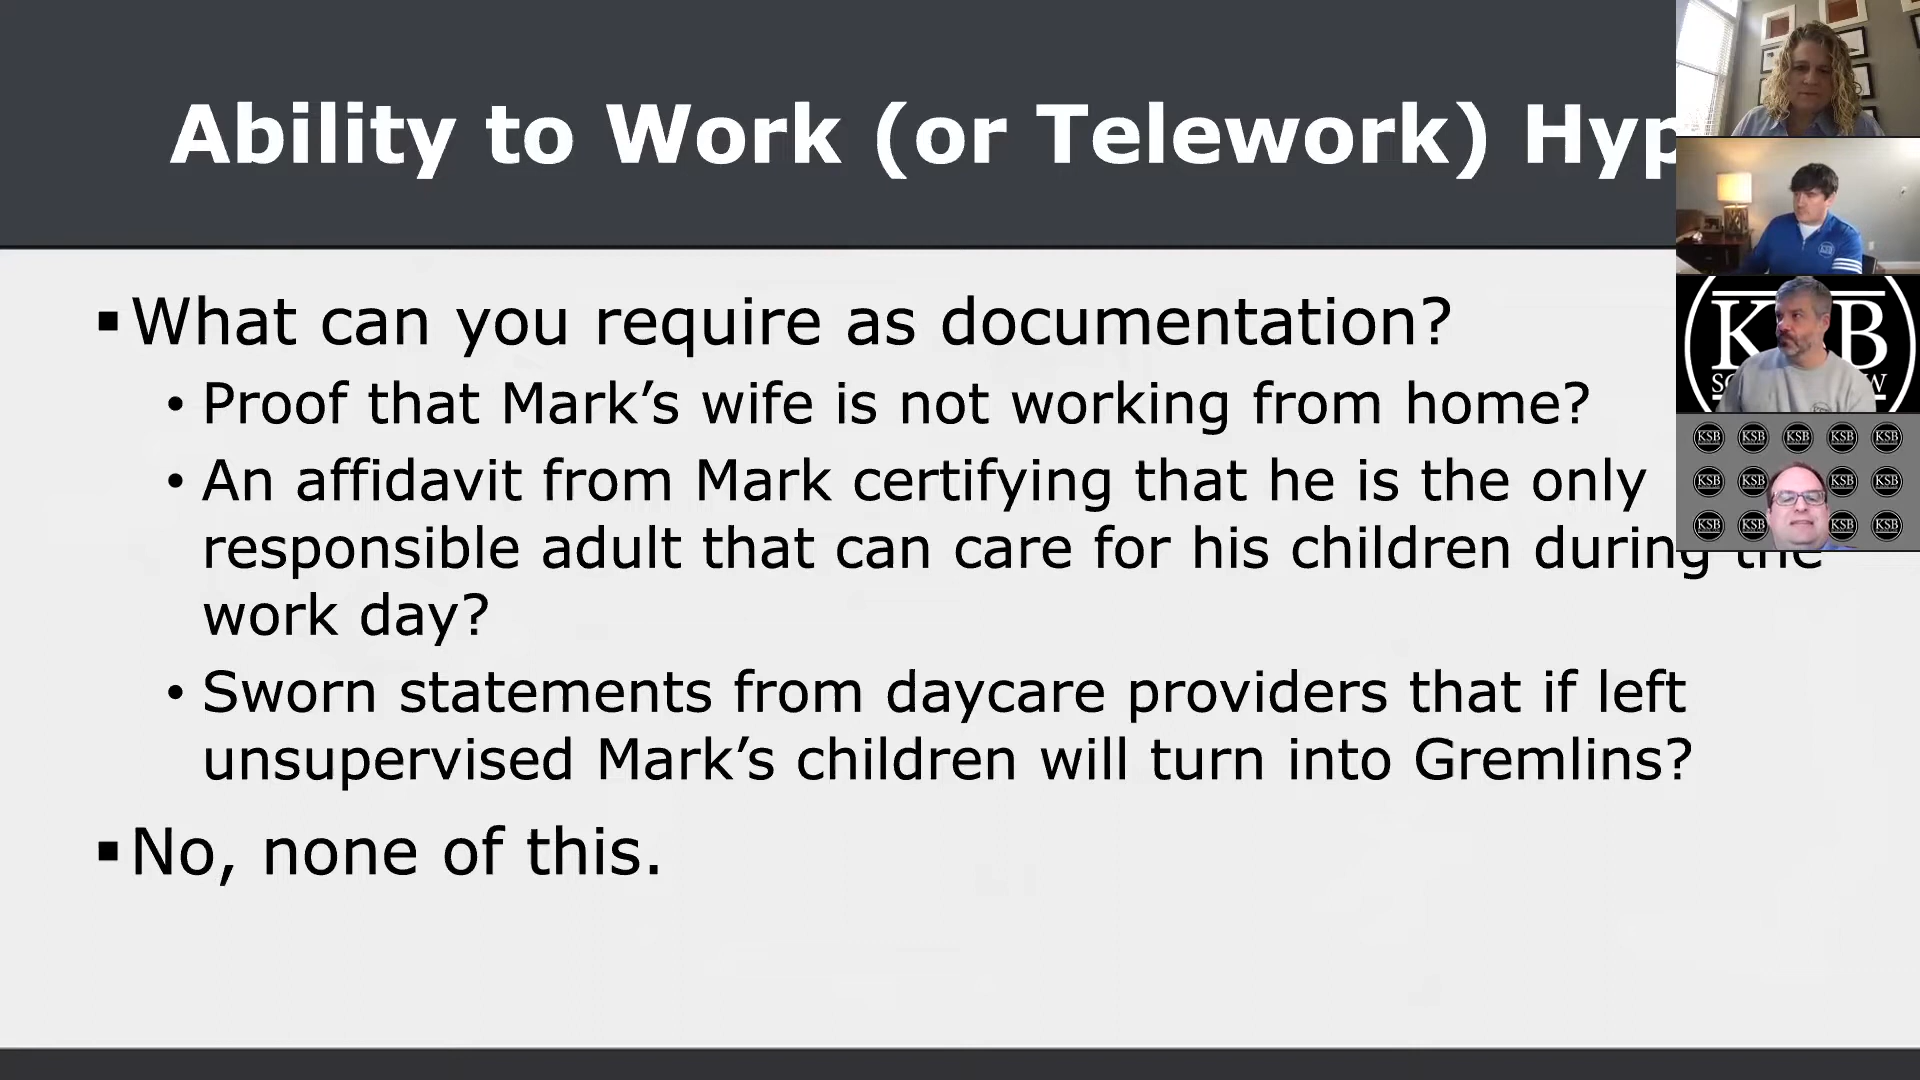 Ability to Work (or Telework)
What can you require as documentation?
Proof that Mark’s wife is not working from home?
An affidavit from Mark certifying that he is the only
responsible adult that can care for his children during the
work day?
Sworn statements from daycare providers that if left
unsupervised Mark’s children will turn into Gremlins?
No, none of this.
KSB
KSB
KSB KSB KSB KSB KSB
KSB KSB KSB KSB
KSB KSB KSB KSB